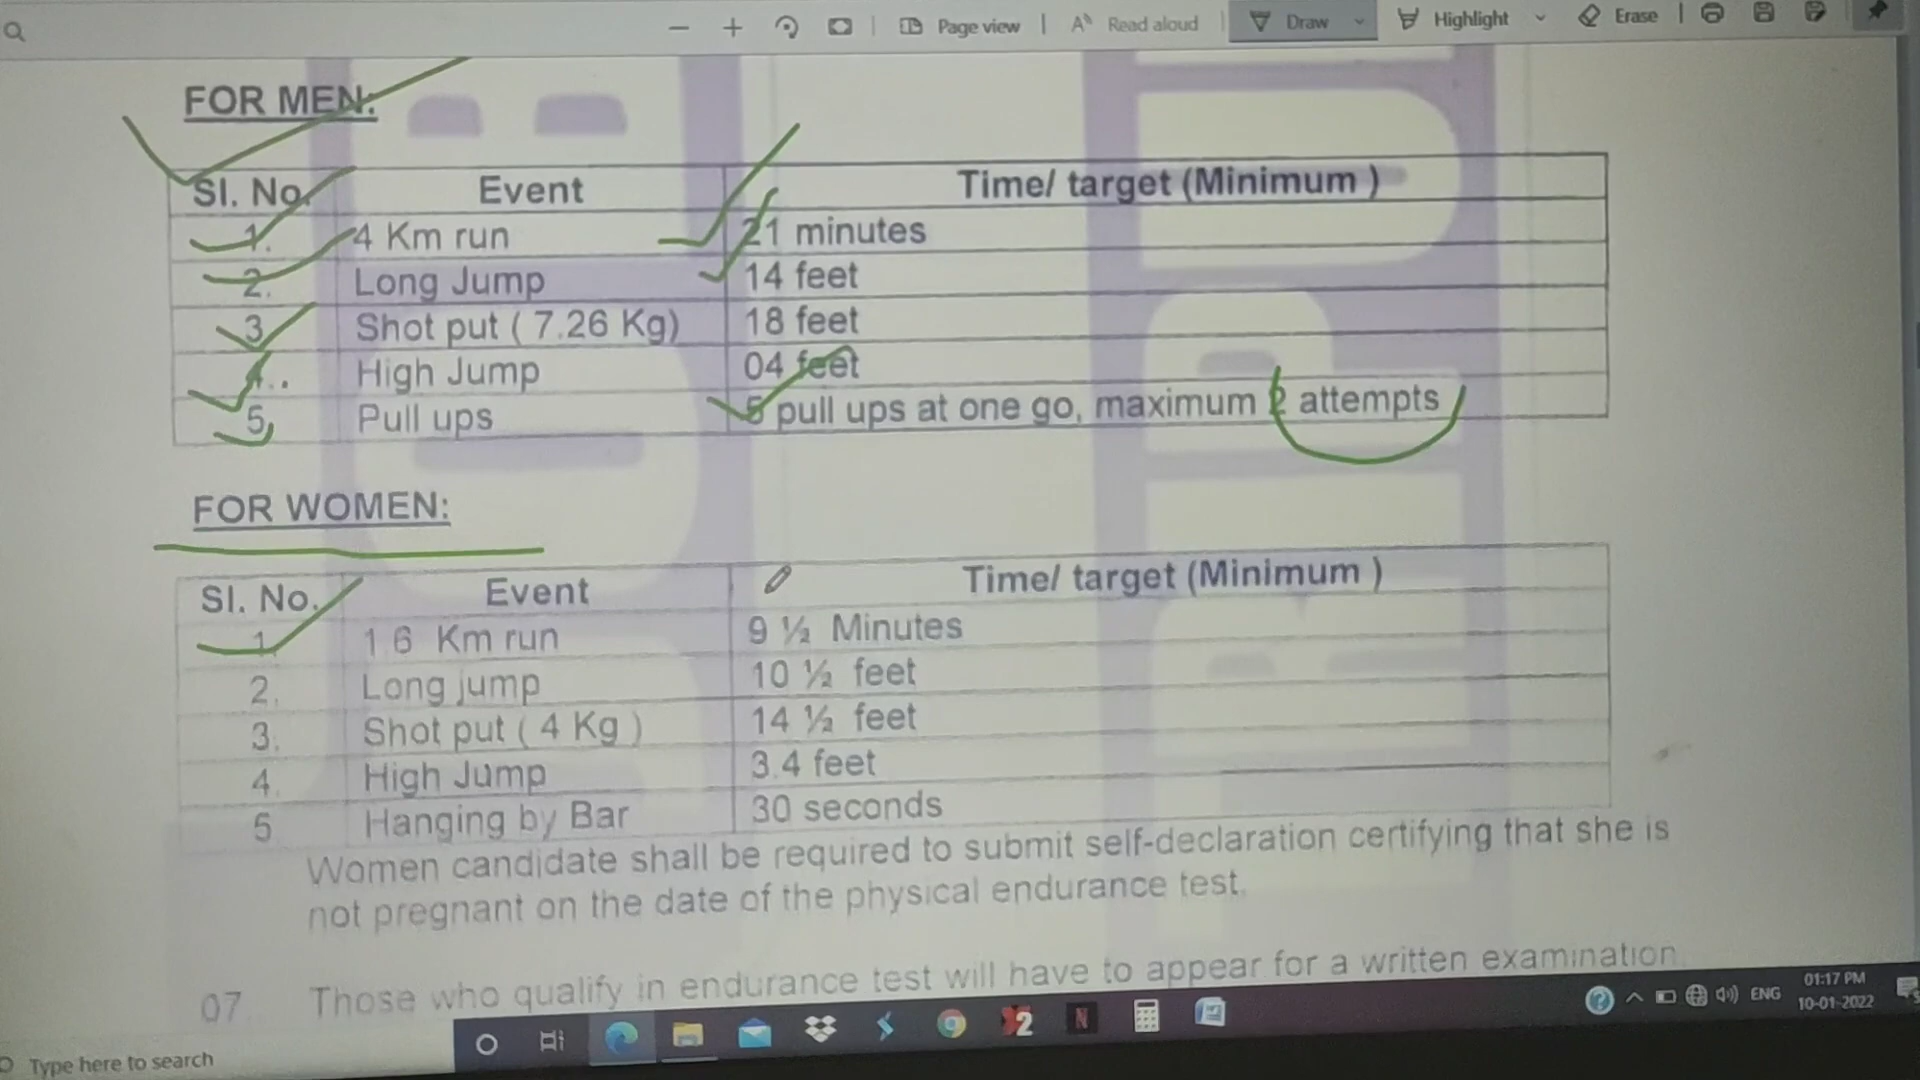 Page view
Read aloud
Draw
Highlight
Erase
FOR MEN:
Sl. No. Event Time/ target (Minimum )
1. 4 Km run 21 minutes
2. Long Jump 14 feet
3. Shot put ( 7.26 Kg) 18 feet
4.. High Jump 04 feet
5. Pull ups 5 pull ups at one go, maximum 2 attempts
FOR WOMEN:
Sl. No. Event Time/ target (Minimum )
1. 1 6 Km run 9 ½ Minutes
2. Long jump 10 ½ feet
3. Shot put ( 4 Kg ) 14 ½ feet
4. High Jump 3.4 feet
5 Hanging by Bar 30 seconds
Women candidate shall be required to submit self-declaration certifying that she is
not pregnant on the date of the physical endurance test.
07. Those who qualify in endurance test will have to appear for a written examination
Type here to search
ENG
01:17 PM
10-01-2022